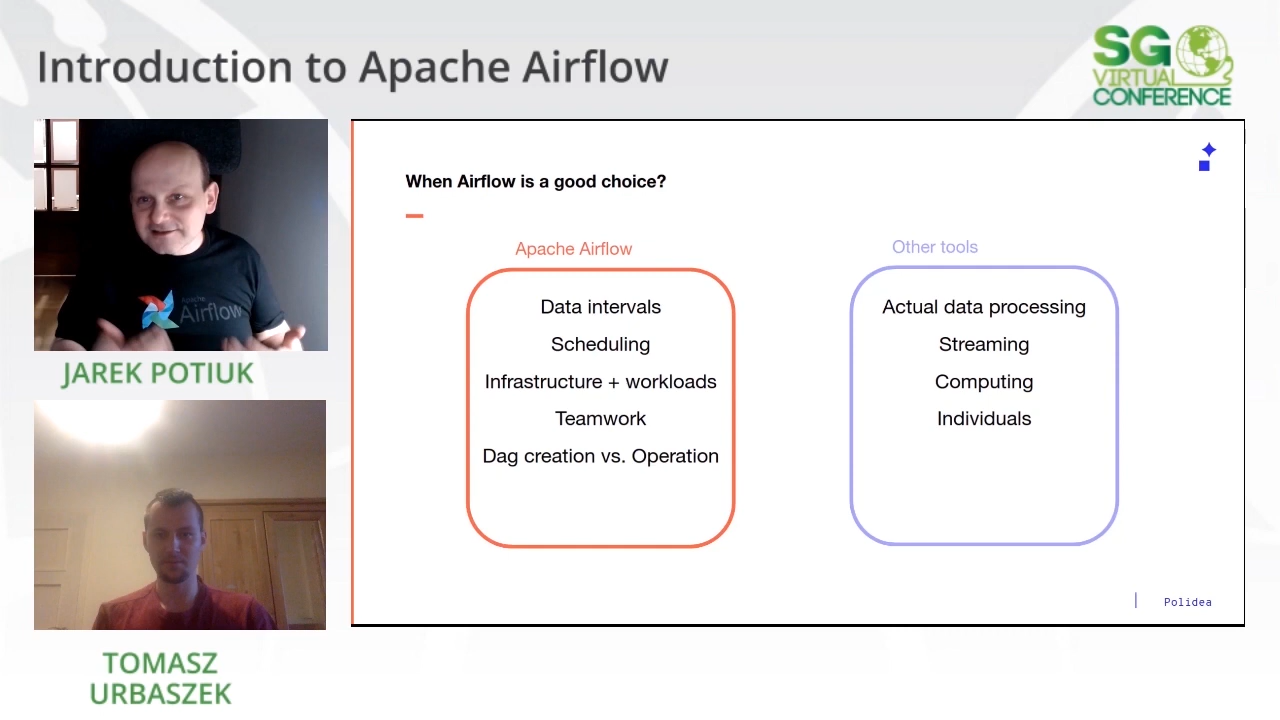 Introduction to Apache Airflow
SG
VIRTUAL
CONFERENCE
Apache
Airflow
JAREK POTIUK
TOMASZ
URBASZEK
When Airflow is a good choice?
Apache Airflow
Data intervals
Scheduling
Infrastructure + workloads
Teamwork
Dag creation vs. Operation
Other tools
Actual data processing
Streaming
Computing
Individuals
Polidea